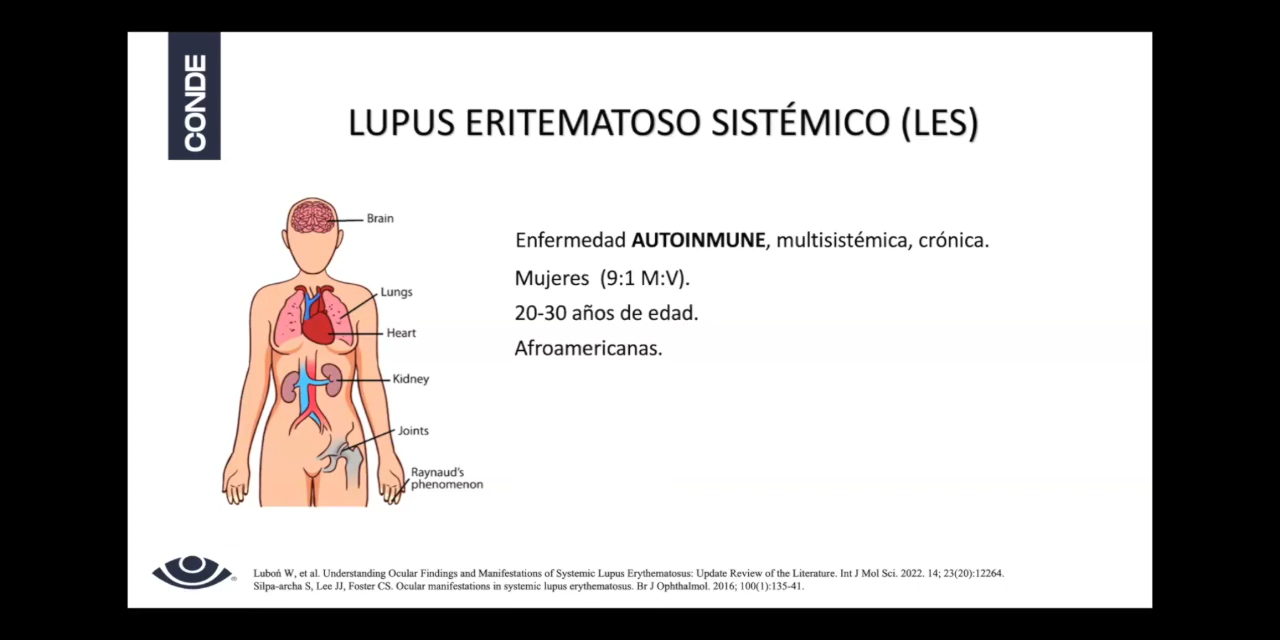 CONDE
LUPUS ERITEMATOSO SISTÉMICO (LES)
Brain
Lungs
Heart
Kidney
Joints
Raynaud's
phenomenon
Enfermedad AUTOINMUNE, multisistémica, crónica.
Mujeres (9:1 M:V).
20-30 años de edad.
Afroamericanas.
Luboń W, et al. Understanding Ocular Findings and Manifestations of Systemic Lupus Erythematosus: Update Review of the Literature. Int J Mol Sci. 2022. 14; 23(20):12264.
Silpa-archa S, Lee JJ, Foster CS. Ocular manifestations in systemic lupus erythematosus. Br J Ophthalmol. 2016; 100(1):135-41.